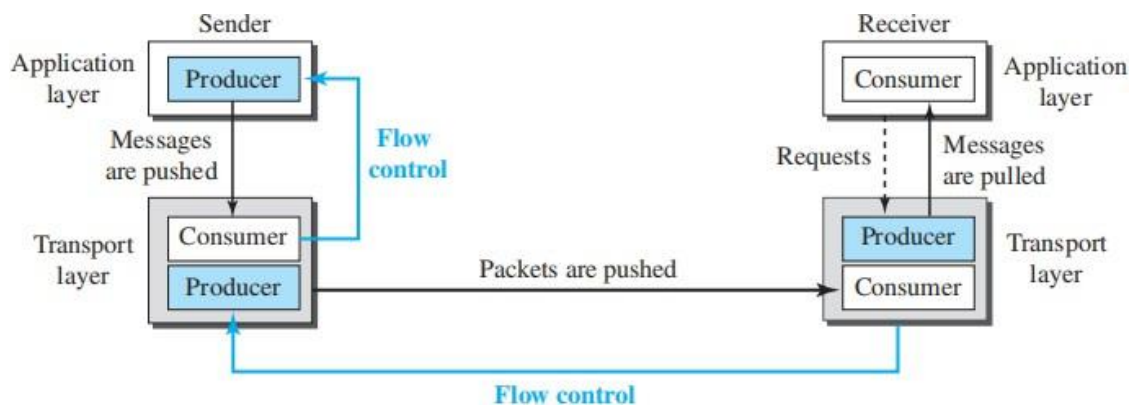 Sender
Receiver
Application
layer
Producer
Consumer
Application
layer
Messages
are pushed
Flow
control
Requests
Messages
are pulled
Transport
layer
Consumer
Producer
Packets are pushed
Producer
Consumer
Transport
layer
Flow control